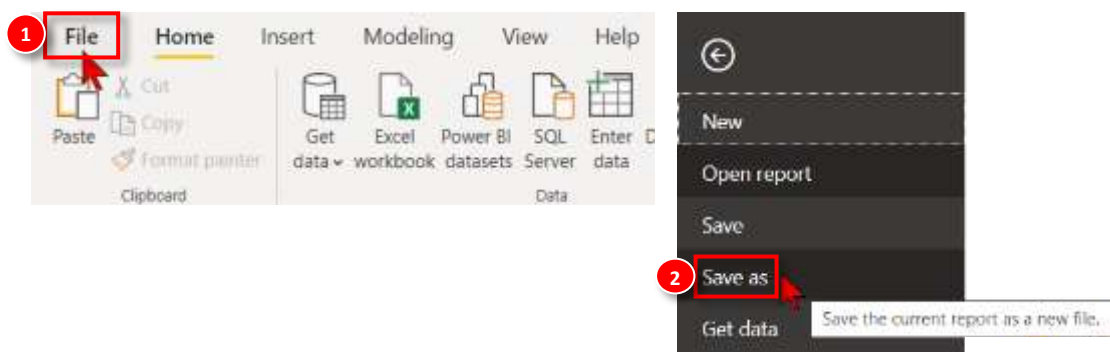 1 File Home Insert Modeling View Help
Cut
Copy
Paste
Format painter
Get data
Excel workbook
Power BI datasets
SQL Server
Enter data
D
Clipboard
Data
New
Open report
Save
2 Save as
Save the current report as a new file.
Get data